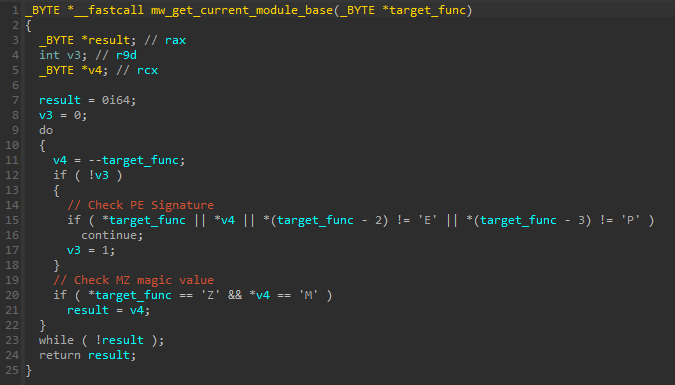 1 _BYTE *__fastcall mw_get_current_module_base(_BYTE *target_func)
2 {
3   _BYTE *result; // rax
4   int v3; // r9d
5   _BYTE *v4; // rcx
6
7   result = 0i64;
8   v3 = 0;
9   do
10   {
11     v4 = --target_func;
12     if ( !v3 )
13     {
14       // Check PE Signature
15       if ( *target_func || *v4 || *(target_func - 2) != 'E' || *(target_func - 3) != 'P' )
16         continue;
17       v3 = 1;
18     }
19     // Check MZ magic value
20     if ( *target_func == 'Z' && *v4 == 'M' )
21       result = v4;
22   }
23   while ( !result );
24   return result;
25 }